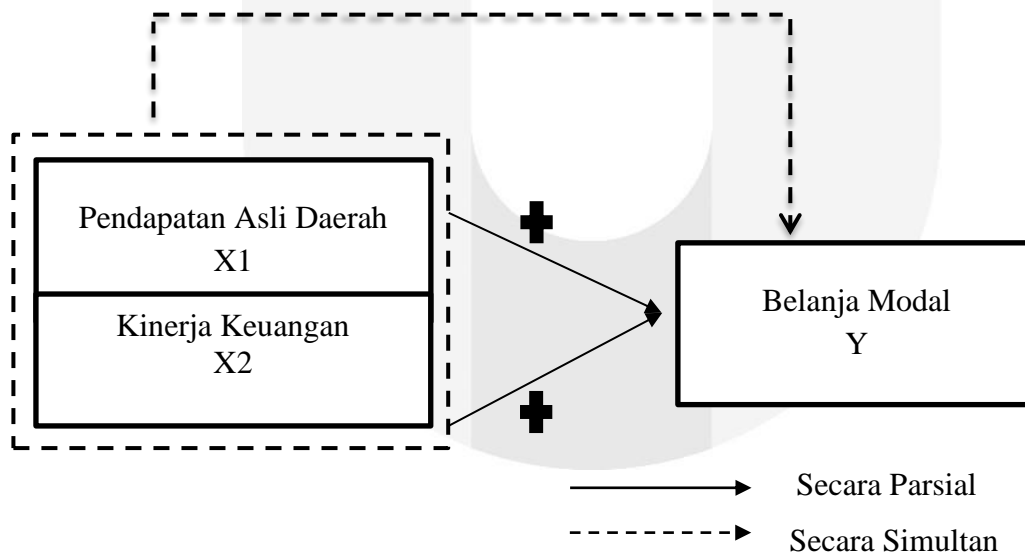 Pendapatan Asli Daerah
X1
Kinerja Keuangan
X2
Belanja Modal
Y
Secara Parsial
Secara Simultan